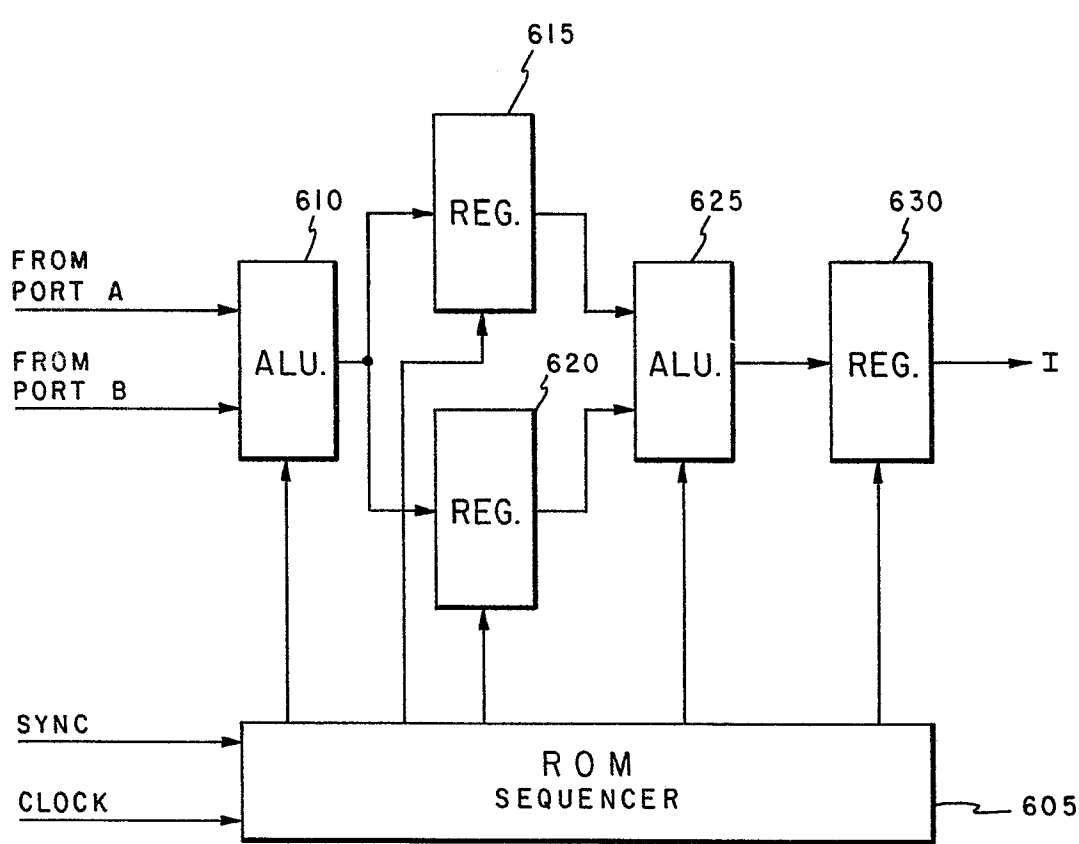 615
REG.
610
625
630
FROM
PORT A
ALU.
ALU.
REG.
I
FROM
PORT B
620
REG.
SYNC
ROM
SEQUENCER
CLOCK
605